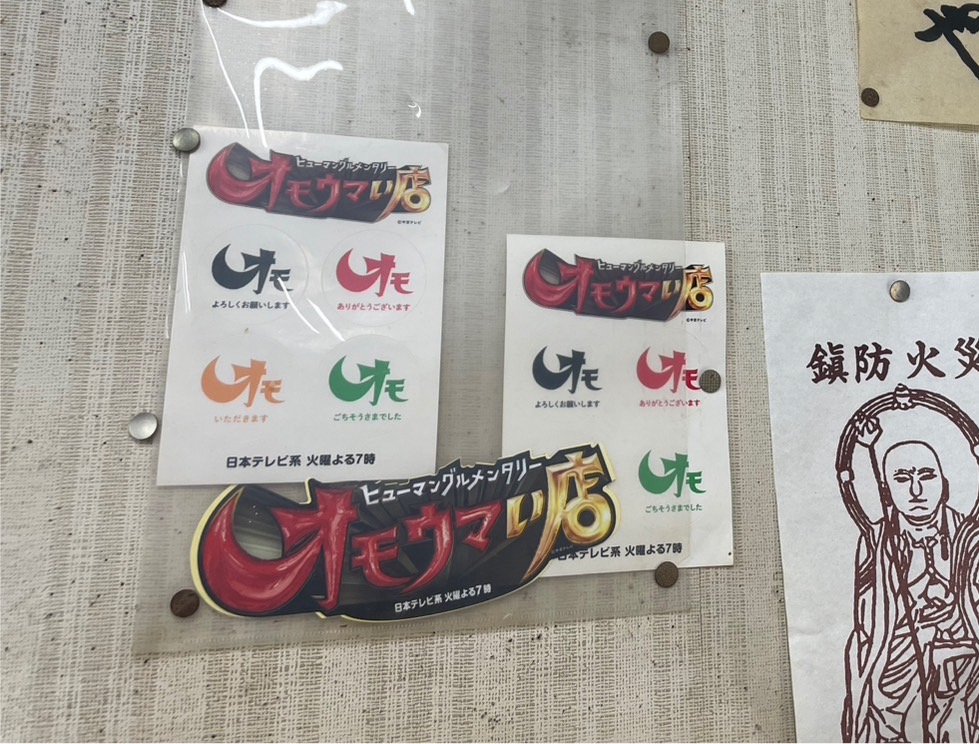 ヒューマングルメンタリー
オモウマい店
©中京テレビ
オモ
よろしくお願いします
オモ
ありがとうございます
オモ
いただきます
オモ
ごちそうさまでした
日本テレビ系 火曜よる7時
ヒューマングルメンタリー
オモウマい店
©中京テレビ
オモ
よろしくお願いします
オモ
ありがとうございます
オモ
ごちそうさまでした
日本テレビ系 火曜よる7時
ヒューマングルメンタリー
オモウマい店
日本テレビ系 火曜よる7時
や
鎮防火災